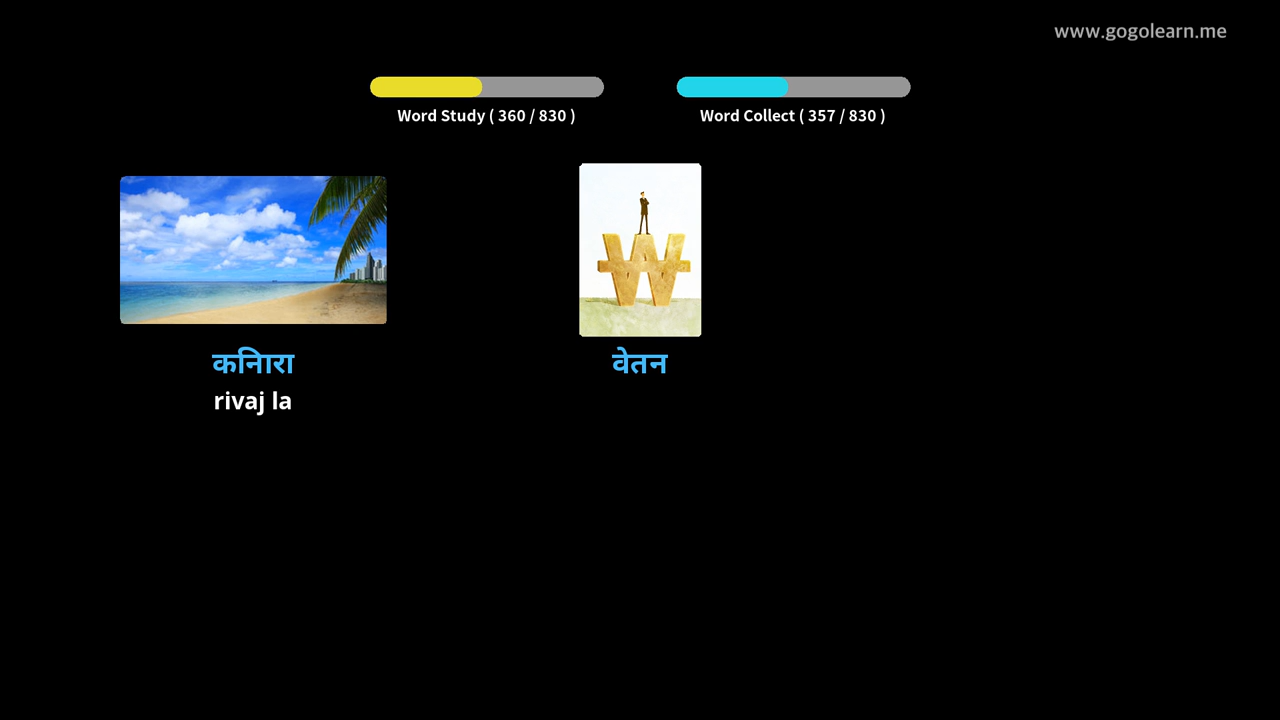 www.gogolearn.me
Word Study ( 360 / 830 )
Word Collect ( 357 / 830 )
किनारा
rivaj la
वेतन